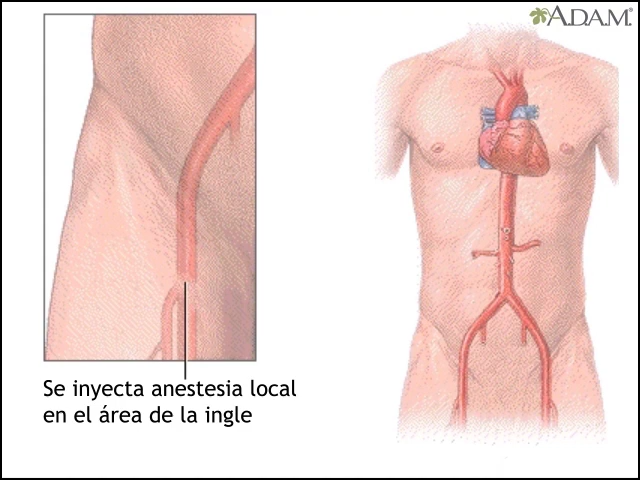 A.D.A.M.
Se inyecta anestesia local
en el área de la ingle